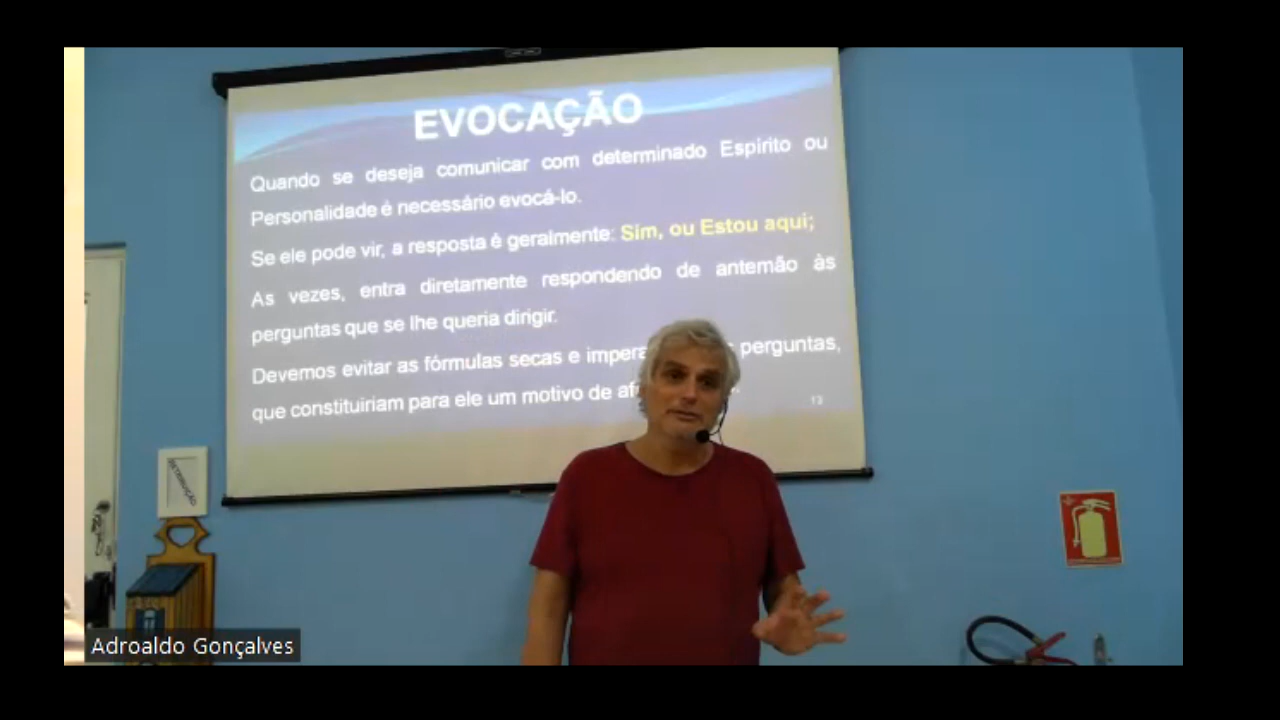 EVOCAÇÃO
Quando se deseja comunicar com determinado Espírito ou
Personalidade é necessário evocá-lo.
Se ele pode vir, a resposta é geralmente: Sim, ou Estou aqui;
As vezes, entra diretamente respondendo de antemão às
perguntas que se lhe queria dirigir.
Devemos evitar as fórmulas secas e perguntas,
que constituiriam para ele um motivo de
13
Adroaldo Gonçalves